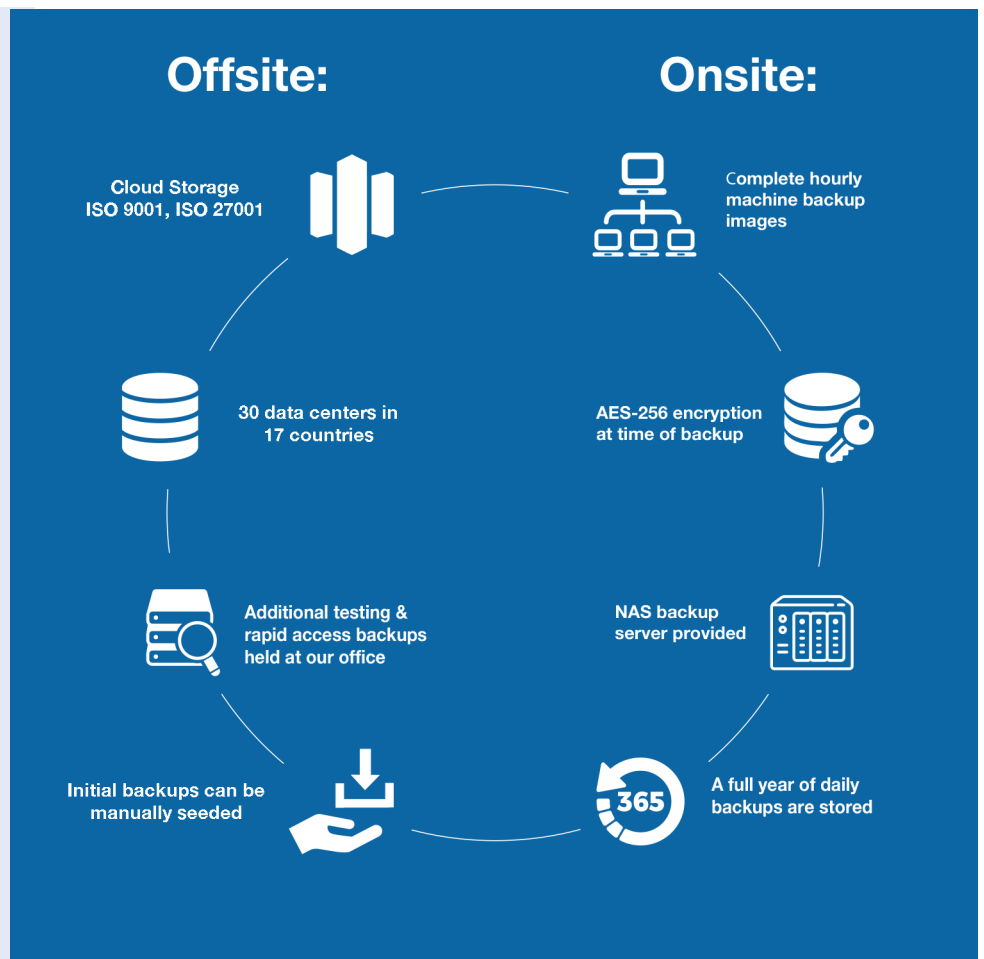 Offsite:
Cloud Storage
ISO 9001, ISO 27001
30 data centers in
17 countries
Additional testing &
rapid access backups
held at our office
Initial backups can be
manually seeded
Onsite:
Complete hourly
machine backup
images
AES-256 encryption
at time of backup
NAS backup
server provided
365
A full year of daily
backups are stored